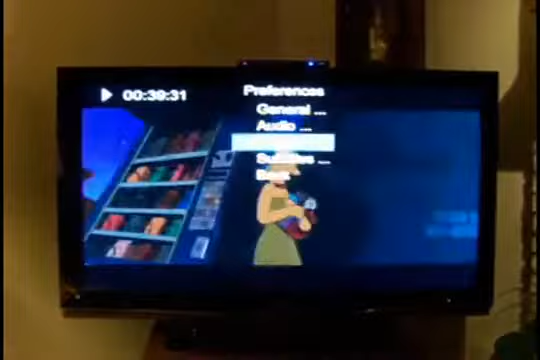 00:39:31
Preferences
General ...
Audio ...
Subtitles ...
Back